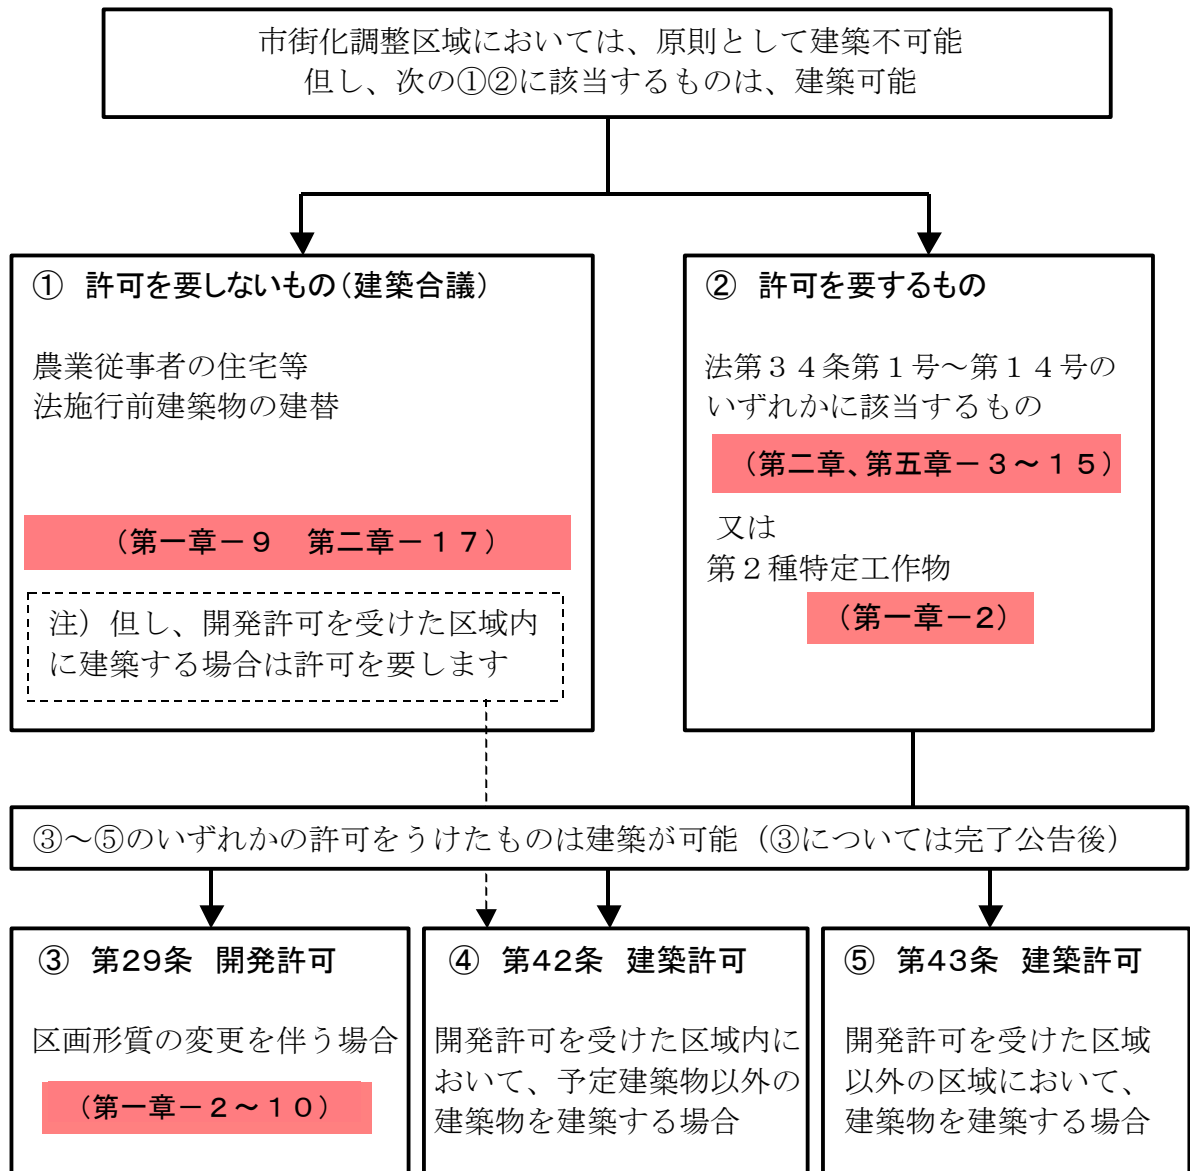 市街化調整区域においては、原則として建築不可能
但し、次の①②に該当するものは、建築可能
① 許可を要しないもの（建築合議）
農業従事者の住宅等
法施行前建築物の建替
（第一章－９　第二章－１７）
注）但し、開発許可を受けた区域内
に建築する場合は許可を要します
② 許可を要するもの
法第３４条第１号～第１４号の
いずれかに該当するもの
（第二章、第五章－３～１５）
又は
第２種特定工作物
（第一章－2）
③～⑤のいずれかの許可をうけたものは建築が可能（③については完了公告後）
③ 第29条 開発許可
区画形質の変更を伴う場合
（第一章－２～１０）
④ 第42条 建築許可
開発許可を受けた区域内に
おいて、予定建築物以外の
建築物を建築する場合
⑤ 第43条 建築許可
開発許可を受けた区域
以外の区域において、
建築物を建築する場合